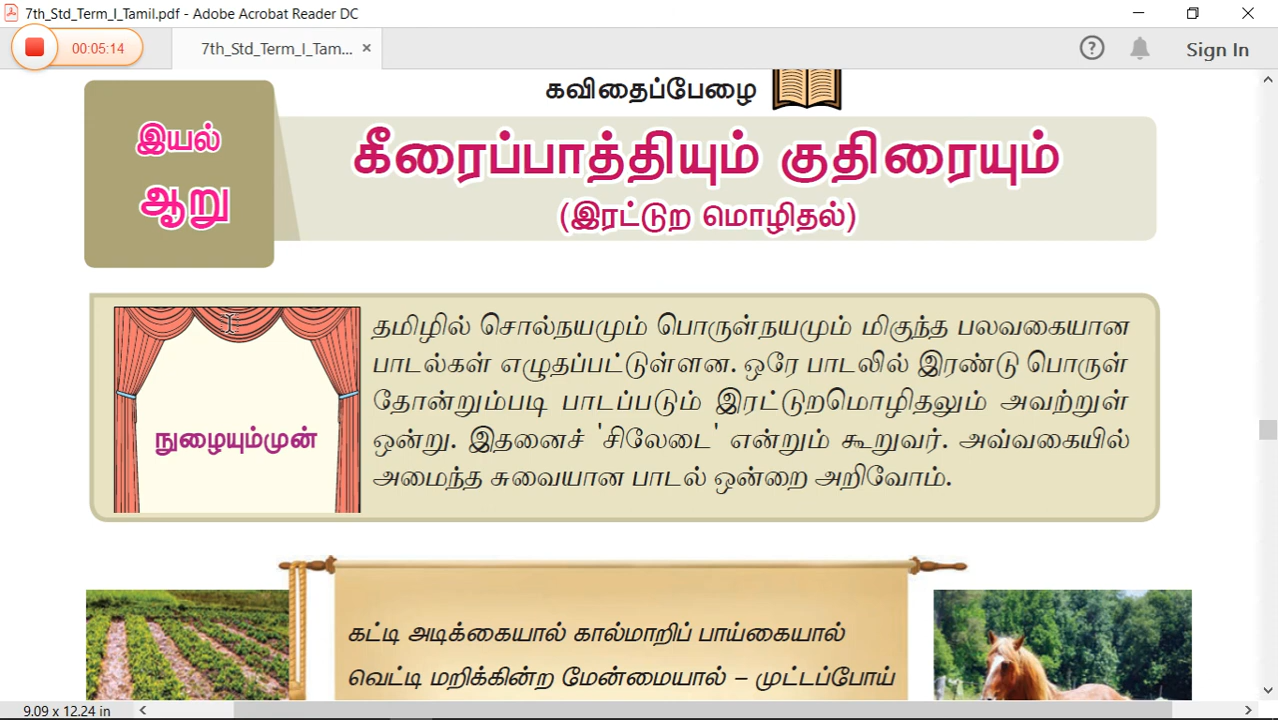 7th_Std_Term_I_Tamil.pdf - Adobe Acrobat Reader DC
00:05:14
7th_Std_Term_I_Tam... ×
Sign In
கவிதைப்பேழை
இயல்
ஆறு
கீரைப்பாத்தியும் குதிரையும்
(இரட்டுற மொழிதல்)
நுழையும்முன்
தமிழில் சொல்நயமும் பொருள்நயமும் மிகுந்த பலவகையான
பாடல்கள் எழுதப்பட்டுள்ளன. ஒரே பாடலில் இரண்டு பொருள்
தோன்றும்படி பாடப்படும் இரட்டுறமொழிதலும் அவற்றுள்
ஒன்று. இதனைச் 'சிலேடை' என்றும் கூறுவர். அவ்வகையில்
அமைந்த சுவையான பாடல் ஒன்றை அறிவோம்.
கட்டி அடிக்கையால் கால்மாறிப் பாய்கையால்
வெட்டி மறிக்கின்ற மேன்மையால் – முட்டப்போய்
9.09 x 12.24 in